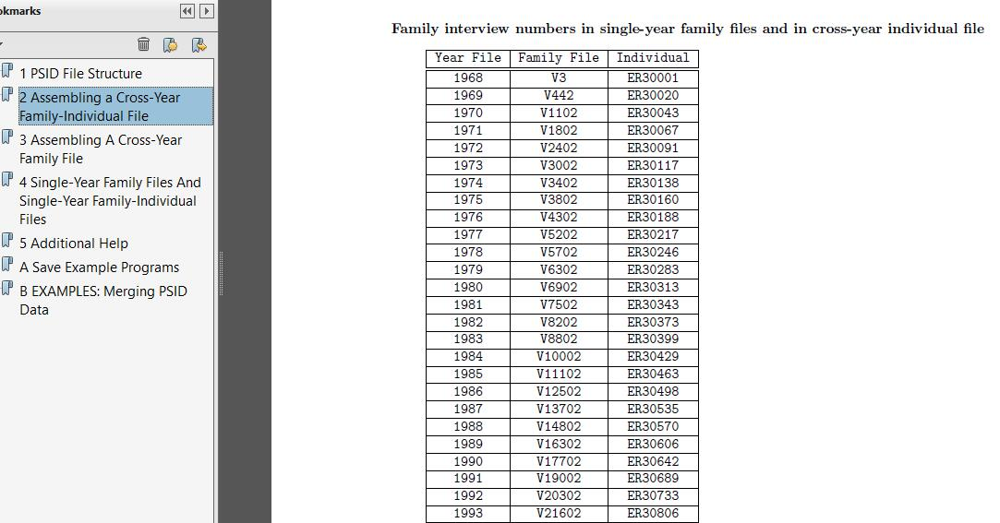 okmarks
1 PSID File Structure
2 Assembling a Cross-Year
Family-Individual File
3 Assembling A Cross-Year
Family File
4 Single-Year Family Files And
Single-Year Family-Individual
Files
5 Additional Help
A Save Example Programs
B EXAMPLES: Merging PSID
Data
Family interview numbers in single-year family files and in cross-year individual file
Year File Family File Individual
1968 V3 ER30001
1969 V442 ER30020
1970 V1102 ER30043
1971 V1802 ER30067
1972 V2402 ER30091
1973 V3002 ER30117
1974 V3402 ER30138
1975 V3802 ER30160
1976 V4302 ER30188
1977 V5202 ER30217
1978 V5702 ER30246
1979 V6302 ER30283
1980 V6902 ER30313
1981 V7502 ER30343
1982 V8202 ER30373
1983 V8802 ER30399
1984 V10002 ER30429
1985 V11102 ER30463
1986 V12502 ER30498
1987 V13702 ER30535
1988 V14802 ER30570
1989 V16302 ER30606
1990 V17702 ER30642
1991 V19002 ER30689
1992 V20302 ER30733
1993 V21602 ER30806